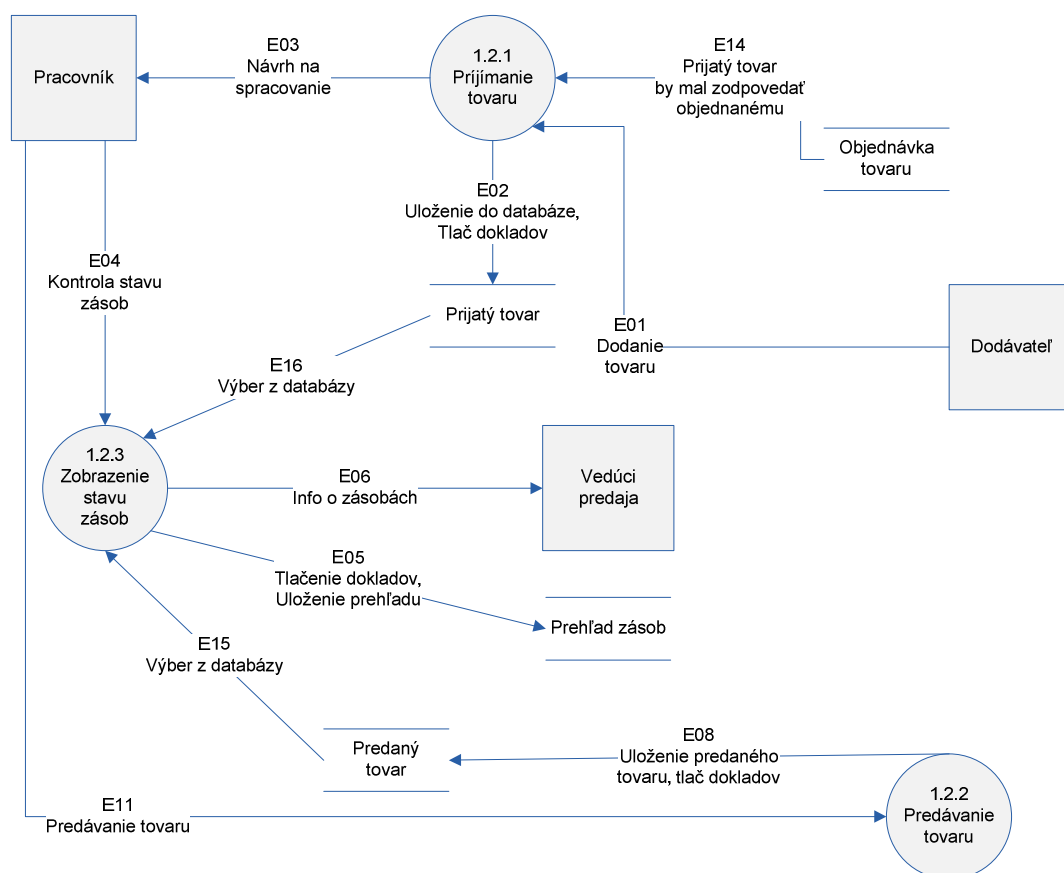 Pracovník
E03
Návrh na
spracovanie
1.2.1
Príjímanie
tovaru
E14
Prijatý tovar
by mal zodpovedať
objednanému
Objednávka
tovaru
E02
Uloženie do databáze,
Tlač dokladov
E04
Kontrola stavu
zásob
Prijatý tovar
E01
Dodanie
tovaru
Dodávateľ
E16
Výber z databázy
1.2.3
Zobrazenie
stavu
zásob
E06
Info o zásobách
Vedúci
predaja
E05
Tlačenie dokladov,
Uloženie prehľadu
Prehľad zásob
E15
Výber z databázy
Predaný
tovar
E08
Uloženie predaného
tovaru, tlač dokladov
E11
Predávanie tovaru
1.2.2
Predávanie
tovaru